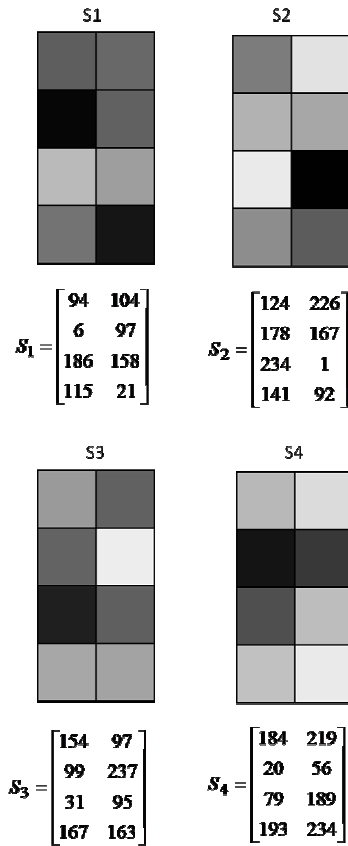 S1 S2
S₁ = [94 104
6 97
186 158
115 21]
S₂ = [124 226
178 167
234 1
141 92]
S3 S4
S₃ = [154 97
99 237
31 95
167 163]
S₄ = [184 219
20 56
79 189
193 234]